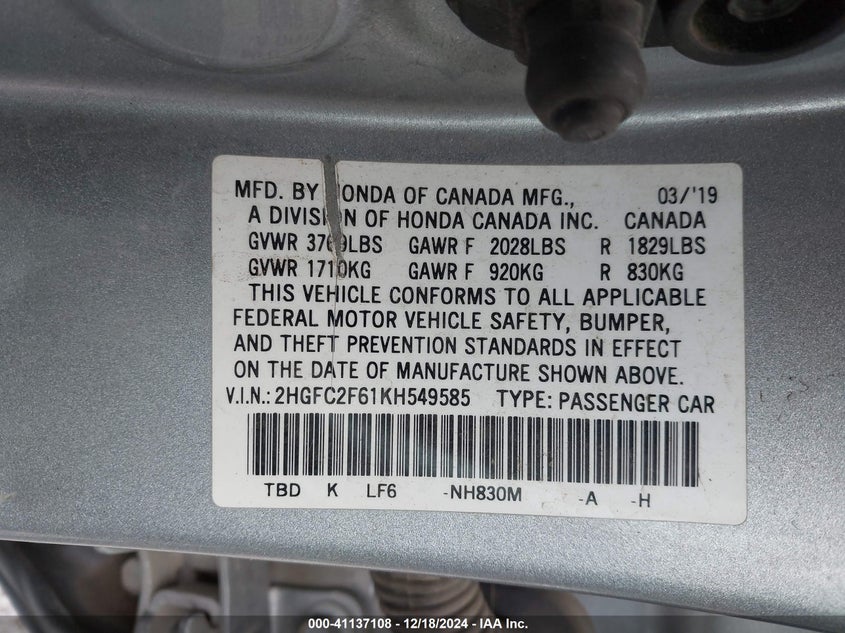 MFD. BY HONDA OF CANADA MFG., 03/'19
A DIVISION OF HONDA CANADA INC. CANADA
GVWR 3769LBS GAWR F 2028LBS R 1829LBS
GVWR 1710KG GAWR F 920KG R 830KG
THIS VEHICLE CONFORMS TO ALL APPLICABLE
FEDERAL MOTOR VEHICLE SAFETY, BUMPER,
AND THEFT PREVENTION STANDARDS IN EFFECT
ON THE DATE OF MANUFACTURE SHOWN ABOVE.
V.I.N.: 2HGFC2F61KH549585 TYPE: PASSENGER CAR
TBD K LF6 -NH830M -A -H
000-41137108 - 12/18/2024 - IAA Inc.